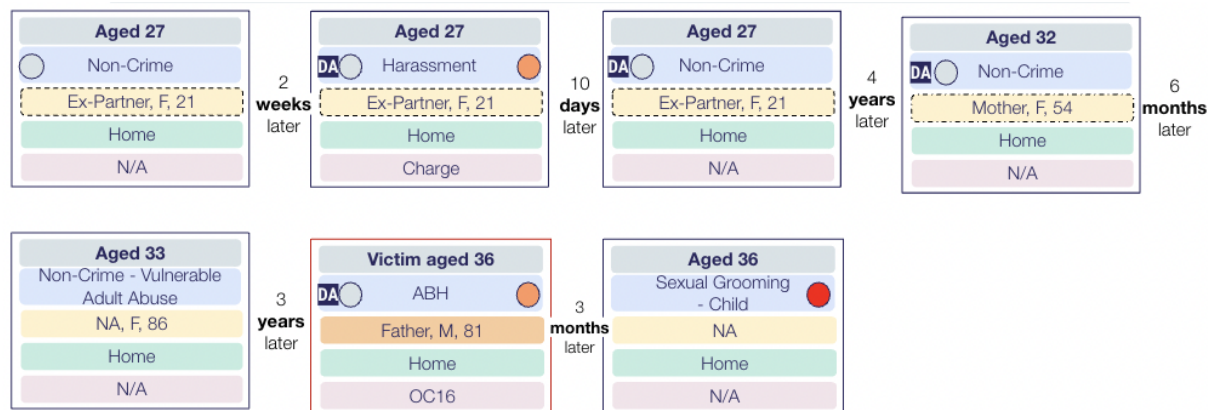 Aged 27
Non-Crime
Ex-Partner, F, 21
Home
N/A
2
weeks
later
Aged 27
DA Harassment
Ex-Partner, F, 21
Home
Charge
10
days
later
Aged 27
DA Non-Crime
Ex-Partner, F, 21
Home
N/A
4
years
later
Aged 32
DA Non-Crime
Mother, F, 54
Home
N/A
6
months
later
Aged 33
Non-Crime - Vulnerable
Adult Abuse
NA, F, 86
Home
N/A
3
years
later
Victim aged 36
DA ABH
Father, M, 81
Home
OC16
3
months
later
Aged 36
Sexual Grooming
- Child
NA
Home
N/A